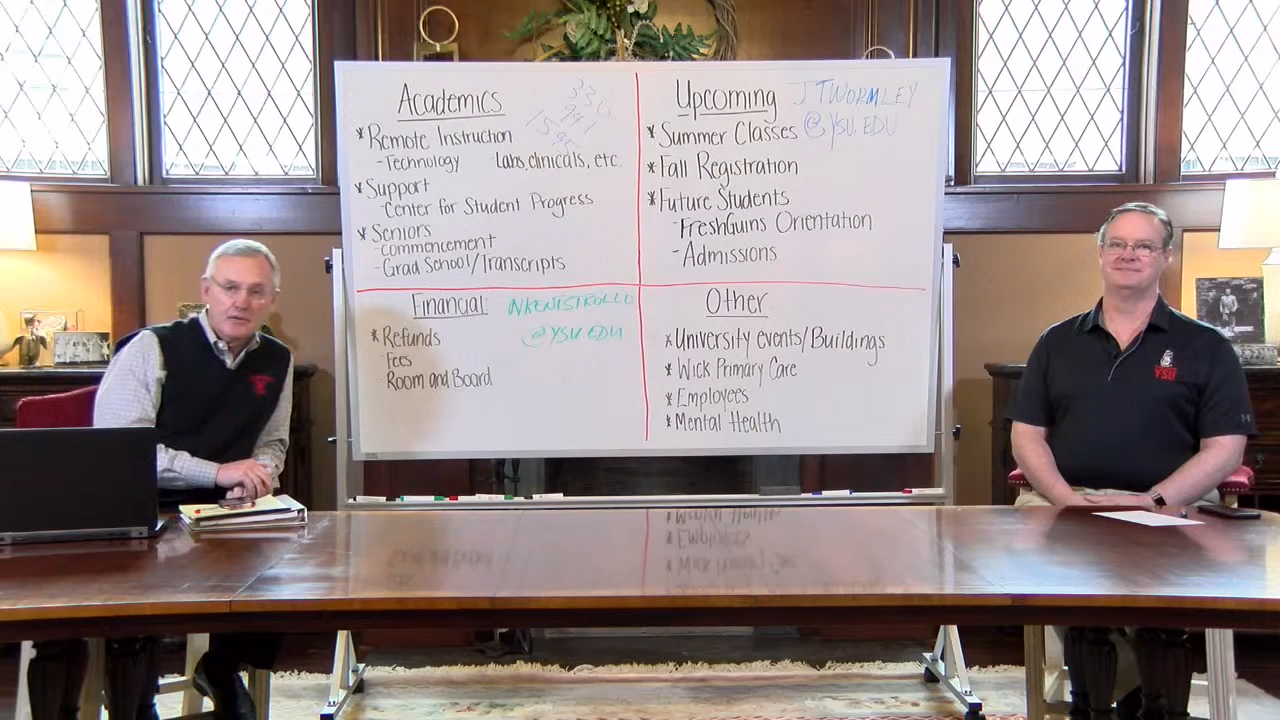 Academics
330
941
1595
* Remote Instruction
- Technology - Labs, clinicals, etc.
* Support
- Center for Student Progress
* Seniors
- commencement
- Grad School/Transcripts
Upcoming
JTWORMLEY
@YSU.EDU
* Summer Classes
* Fall Registration
* Future Students
- FreshGuins Orientation
- Admissions
Financial
NKENTSTROLLO
@YSU.EDU
* Refunds
- Fees
Room and Board
Other
* University events/Buildings
* Wick Primary Care
* Employees
* Mental Health
YSU